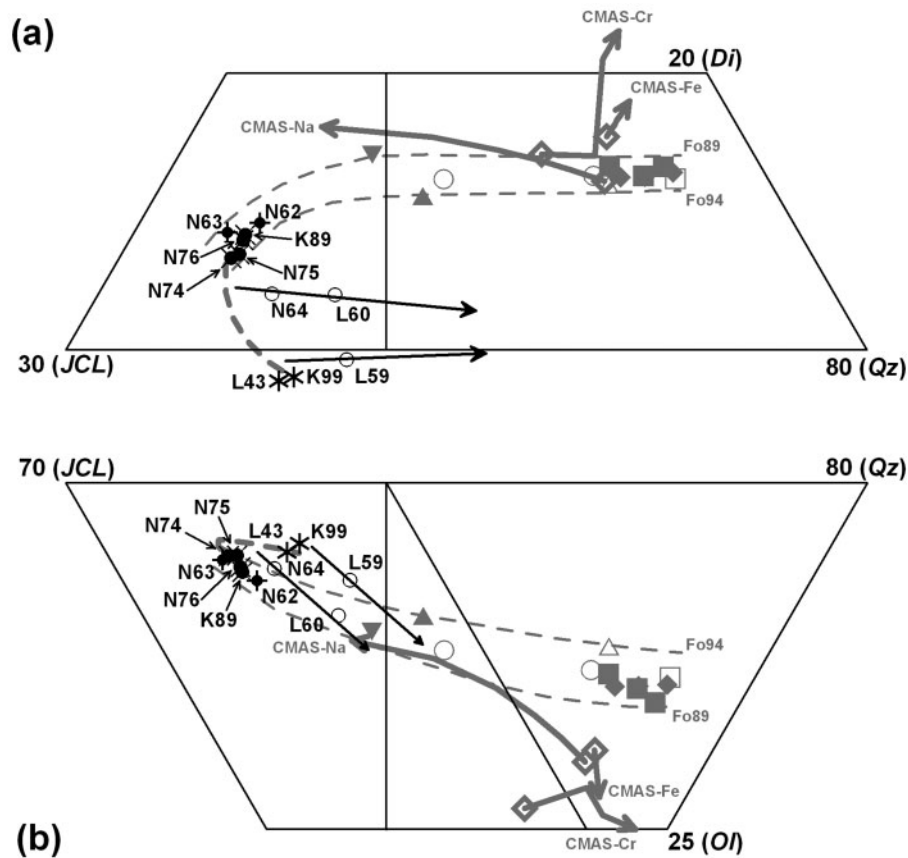 (a)
CMAS-Cr
20 (Di)
CMAS-Fe
CMAS-Na
Fo89
Fo94
N63
N62
K89
N76
N75
N74
N64
L60
30 (JCL)
L43
K99
L59
80 (Qz)
70 (JCL)
80 (Qz)
N75
K99
N74
L43
L59
N63
N64
N76
N62
K89
L60
CMAS-Na
Fo94
Fo89
CMAS-Fe
(b)
25 (Ol)
CMAS-Cr